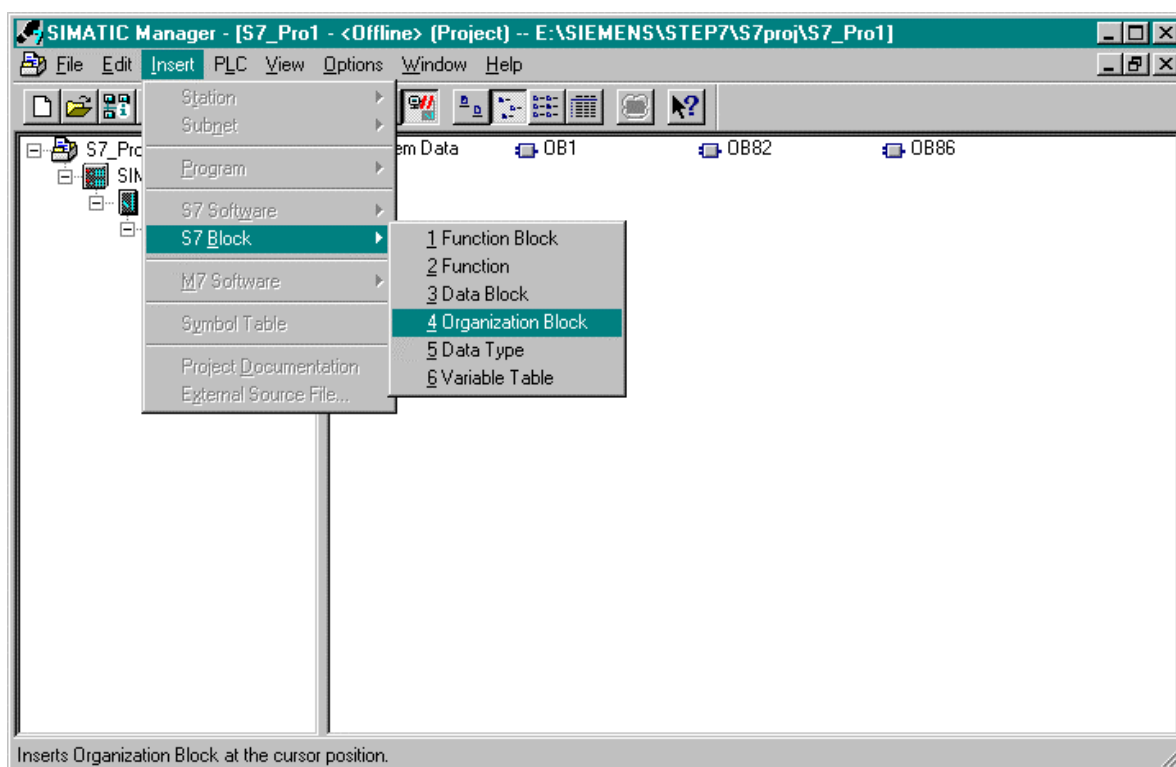 SIMATIC Manager - [S7_Pro1 - <Offline> (Project) -- E:\SIEMENS\STEP7\S7proj\S7_Pro1]
File Edit Insert PLC View Options Window Help
Station
Subnet
Program
S7 Software
S7 Block
M7 Software
Symbol Table
Project Documentation
External Source File...
1 Function Block
2 Function
3 Data Block
4 Organization Block
5 Data Type
6 Variable Table
S7_Pro
SIM
em Data OB1 OB82 OB86
Inserts Organization Block at the cursor position.